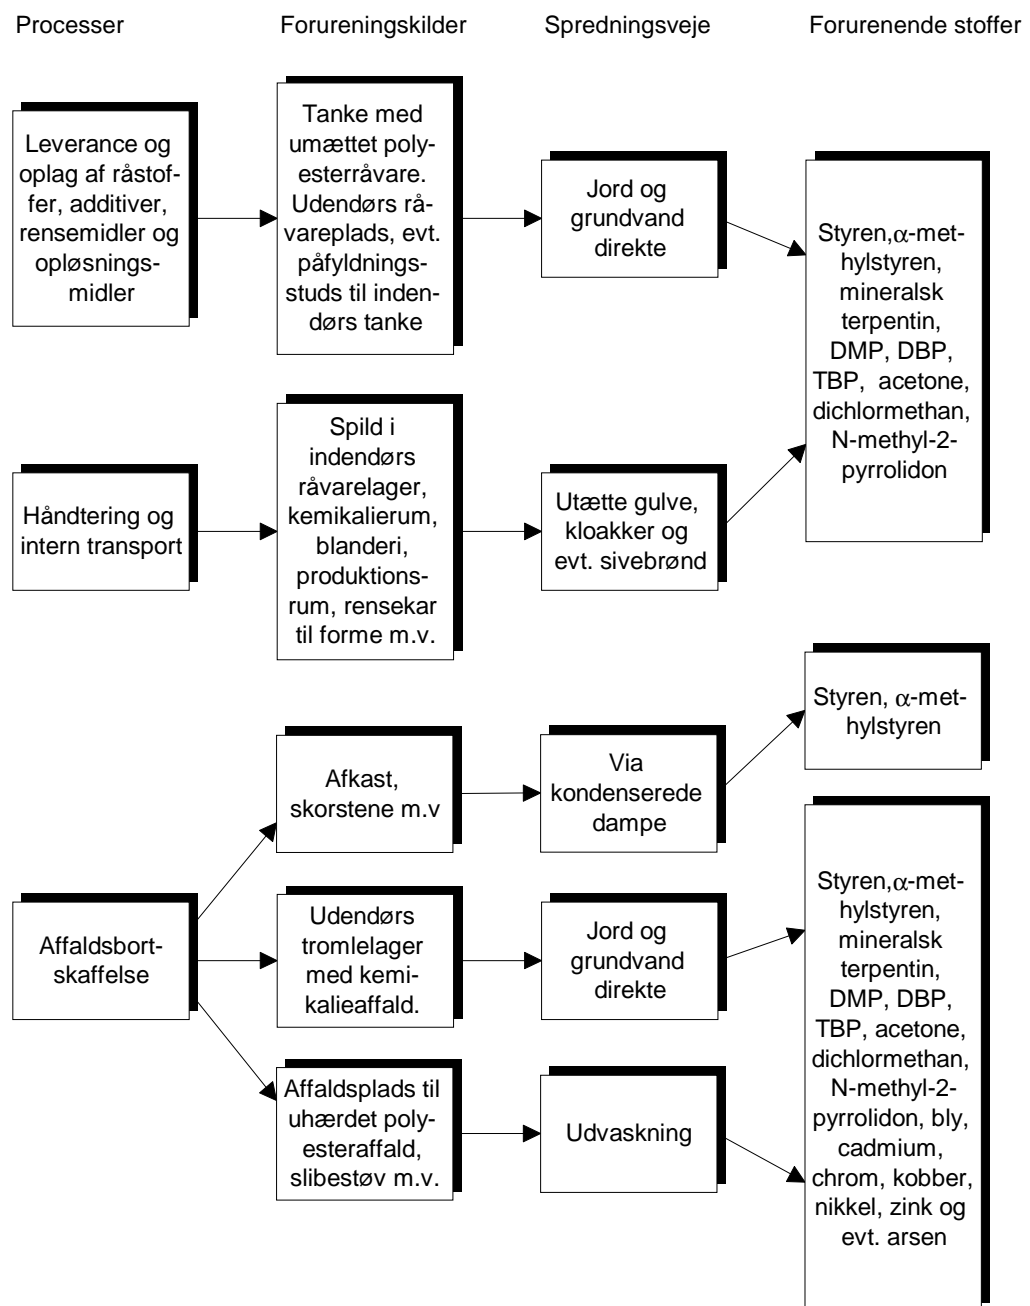 Processer
Forureningskilder
Spredningsveje
Forurenende stoffer
Leverance og
oplag af råstof-
fer, additiver,
rensemidler og
opløsnings-
midler
Tanke med
umættet poly-
esterråvare.
Udendørs rå-
vareplads, evt.
påfyldnings-
studs til inden-
dørs tanke
Jord og
grundvand
direkte
Styren,α-met-
hylstyren,
mineralsk
terpentin,
DMP, DBP,
TBP, acetone,
dichlormethan,
N-methyl-2-
pyrrolidon
Håndtering og
intern transport
Spild i
indendørs
råvarelager,
kemikalierum,
blanderi,
produktions-
rum, rensekar
til forme m.v.
Utætte gulve,
kloakker og
evt. sivebrønd
Affaldsbort-
skaffelse
Afkast,
skorstene m.v
Via
kondenserede
dampe
Styren, α-met-
hylstyren
Udendørs
tromlelager
med kemi-
kalieaffald.
Jord og
grundvand
direkte
Affaldsplads til
uhærdet poly-
esteraffald,
slibestøv m.v.
Udvaskning
Styren,α-met-
hylstyren,
mineralsk
terpentin,
DMP, DBP,
TBP, acetone,
dichlormethan,
N-methyl-2-
pyrrolidon, bly,
cadmium,
chrom, kobber,
nikkel, zink og
evt. arsen